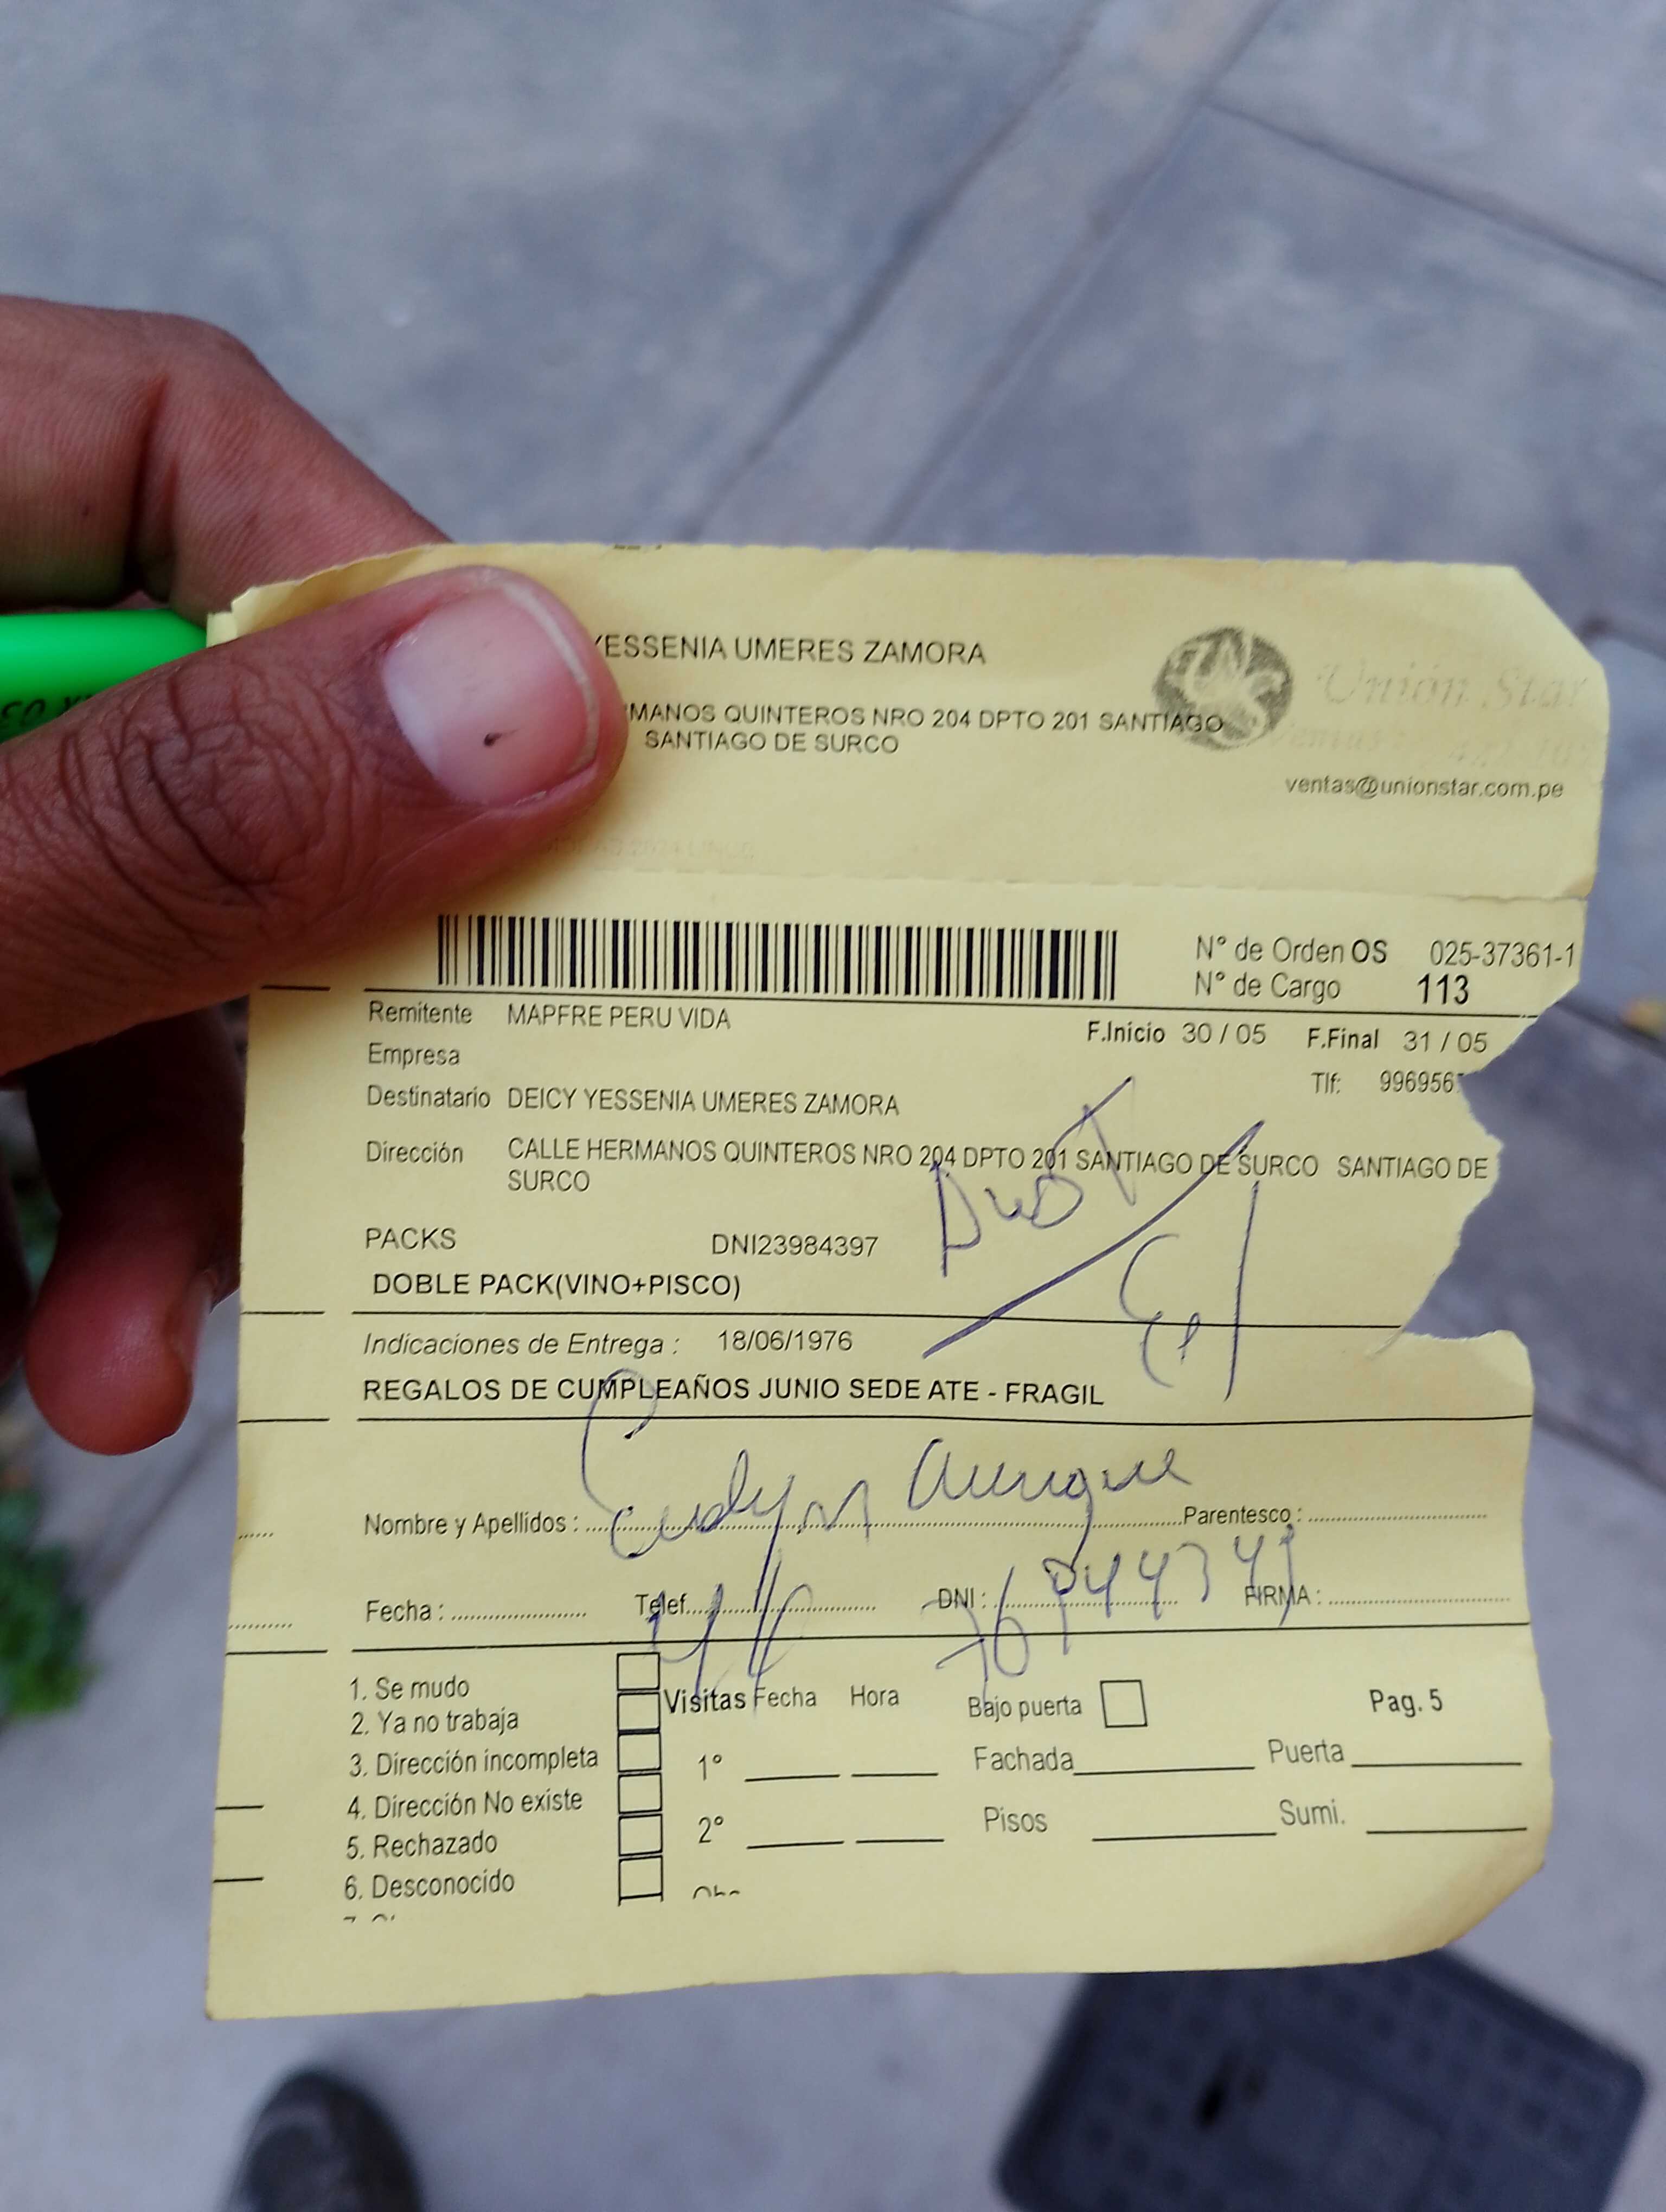 YESSENIA UMERES ZAMORA
Unión Star
RMANOS QUINTEROS NRO 204 DPTO 201 SANTIAGO
SANTIAGO DE SURCO
ventas@unionstar.com.pe
N° de Orden OS 025-37361-1
N° de Cargo 113
Remitente MAPFRE PERU VIDA
F.Inicio 30 / 05 F.Final 31 / 05
Empresa
Tlf: 996956
Destinatario DEICY YESSENIA UMERES ZAMORA
Dirección CALLE HERMANOS QUINTEROS NRO 204 DPTO 201 SANTIAGO DE SURCO SANTIAGO DE
SURCO
PACKS DNI23984397
DOBLE PACK(VINO+PISCO)
Indicaciones de Entrega : 18/06/1976
REGALOS DE CUMPLEAÑOS JUNIO SEDE ATE - FRAGIL
Nombre y Apellidos : Parentesco :
Fecha : Telef. DNI : FIRMA :
1. Se mudo
2. Ya no trabaja
3. Dirección incompleta
4. Dirección No existe
5. Rechazado
6. Desconocido
Visitas Fecha Hora
1°
2°
Bajo puerta
Pag. 5
Fachada Puerta
Pisos Sumi.